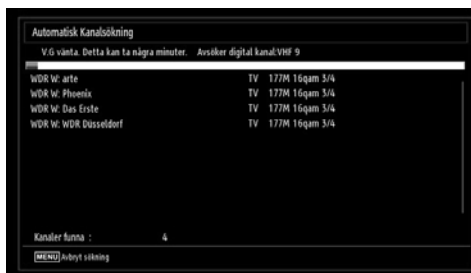 Automatisk Kanalsökning
V.G vänta. Detta kan ta några minuter. Avsöker digital kanal:VHF 9
WDR W: arte TV 177M 16qam 3/4
WDR W: Phoenix TV 177M 16qam 3/4
WDR W: Das Erste TV 177M 16qam 3/4
WDR W: WDR Düsseldorf TV 177M 16qam 3/4
Kanaler funna : 4
MENU Avbryt sökning